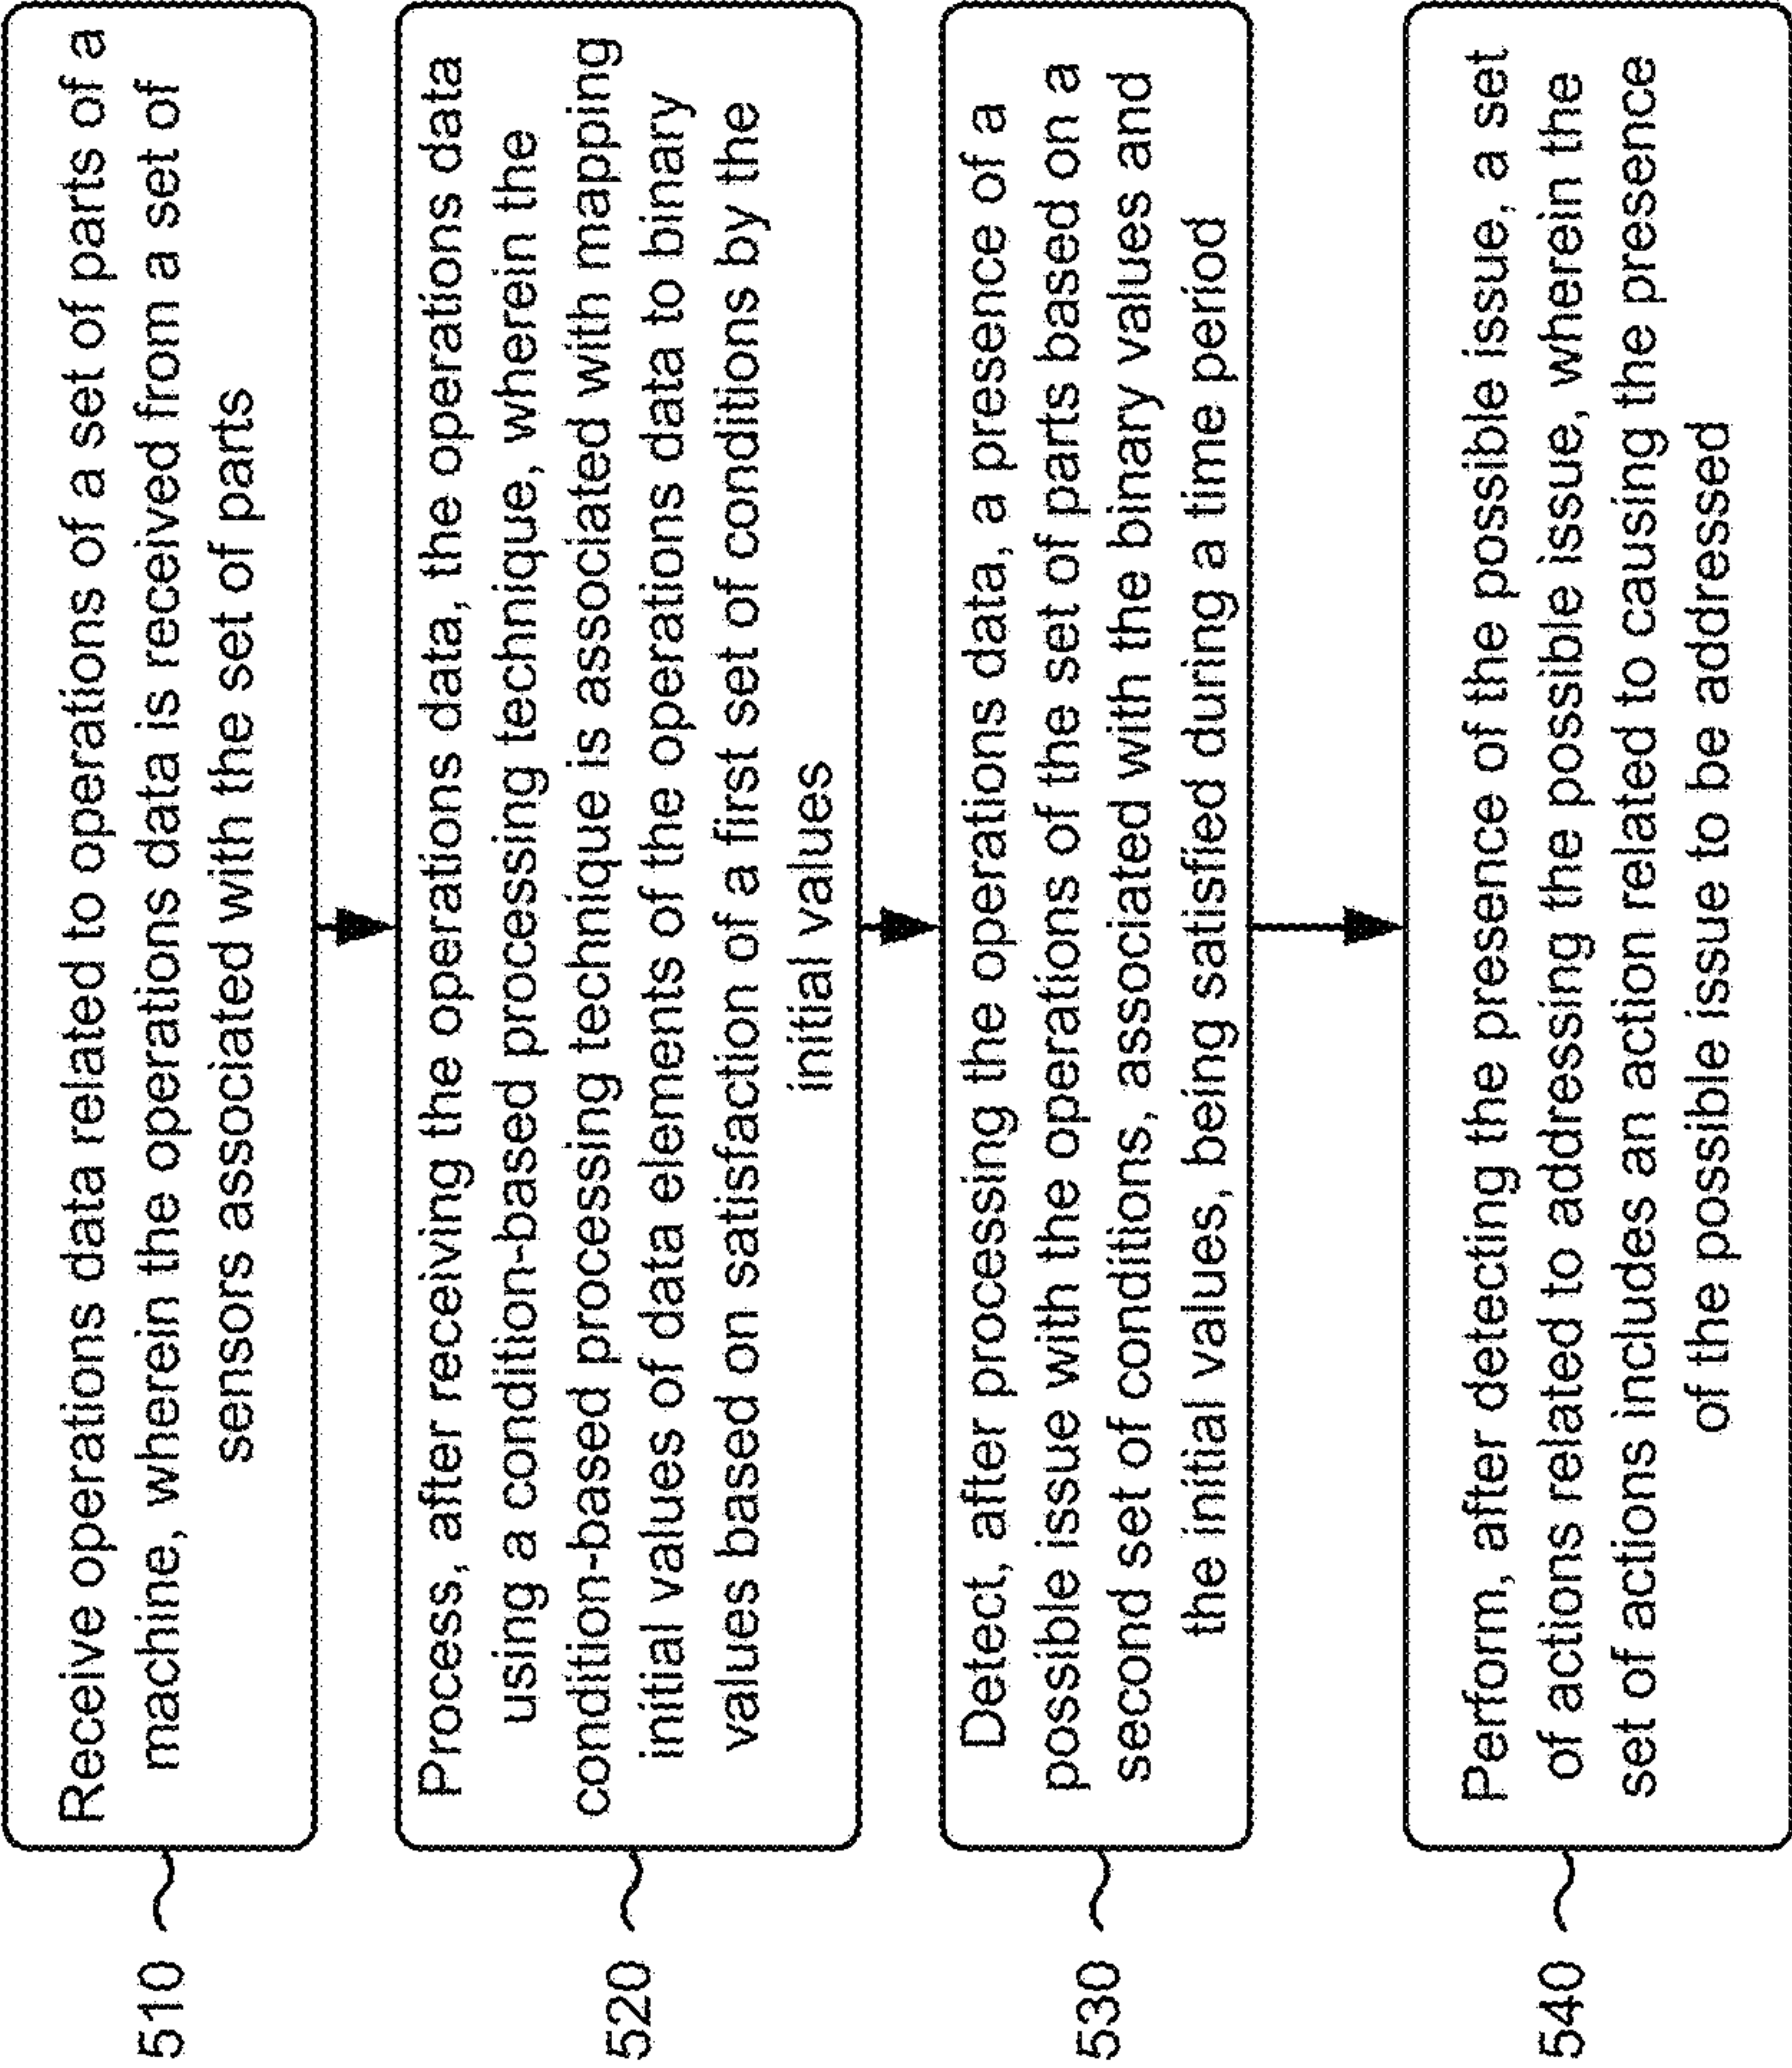 510
Receive operations data related to operations of a set of parts of a
machine, wherein the operations data is received from a set of
sensors associated with the set of parts
520
Process, after receiving the operations data, the operations data
using a condition-based processing technique, wherein the
condition-based processing technique is associated with mapping
initial values of data elements of the operations data to binary
values based on satisfaction of a first set of conditions by the
initial values
530
Detect, after processing the operations data, a presence of a
possible issue with the operations of the set of parts based on a
second set of conditions, associated with the binary values and
the initial values, being satisfied during a time period
540
Perform, after detecting the presence of the possible issue, a set
of actions related to addressing the possible issue, wherein the
set of actions includes an action related to causing the presence
of the possible issue to be addressed